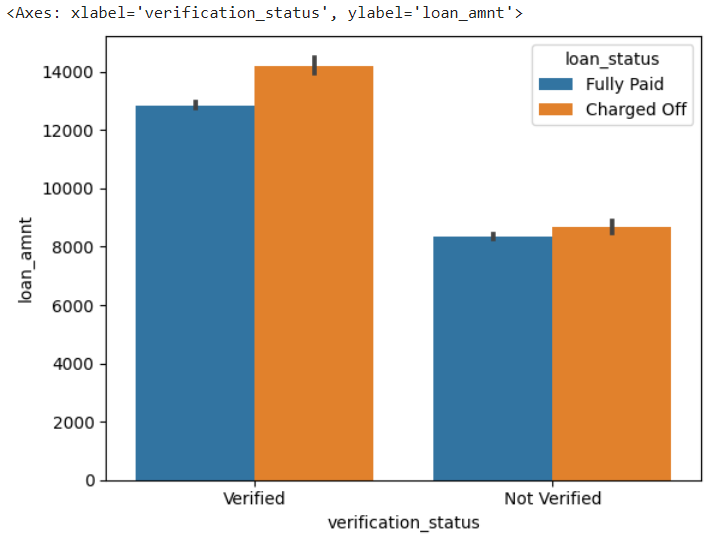 <Axes: xlabel='verification_status', ylabel='loan_amnt'>
loan_status
Fully Paid
Charged Off
14000
12000
10000
8000
6000
4000
2000
0
loan_amnt
Verified
Not Verified
verification_status